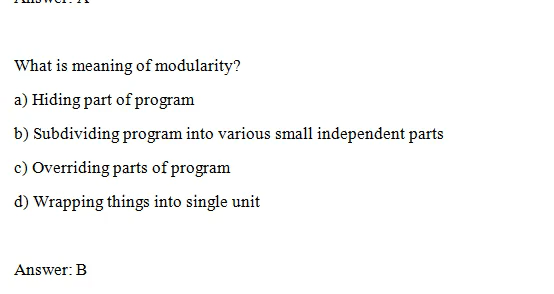 What is meaning of modularity?
a) Hiding part of program
b) Subdividing program into various small independent parts
c) Overriding parts of program
d) Wrapping things into single unit
Answer: B